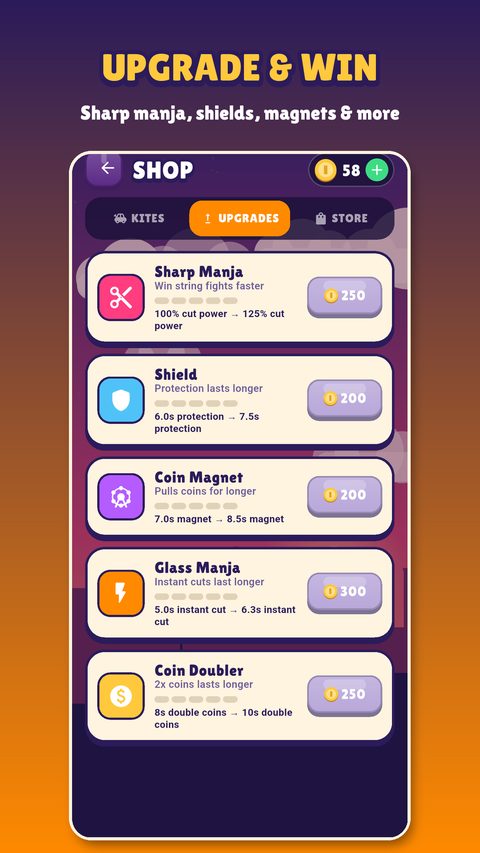 UPGRADE & WIN
Sharp manja, shields, magnets & more
SHOP
58
KITES
UPGRADES
STORE
Sharp Manja
Win string fights faster
100% cut power → 125% cut
power
250
Shield
Protection lasts longer
6.0s protection → 7.5s
protection
200
Coin Magnet
Pulls coins for longer
7.0s magnet → 8.5s magnet
200
Glass Manja
Instant cuts last longer
5.0s instant cut → 6.3s instant
cut
300
Coin Doubler
2x coins lasts longer
8s double coins → 10s double
coins
250